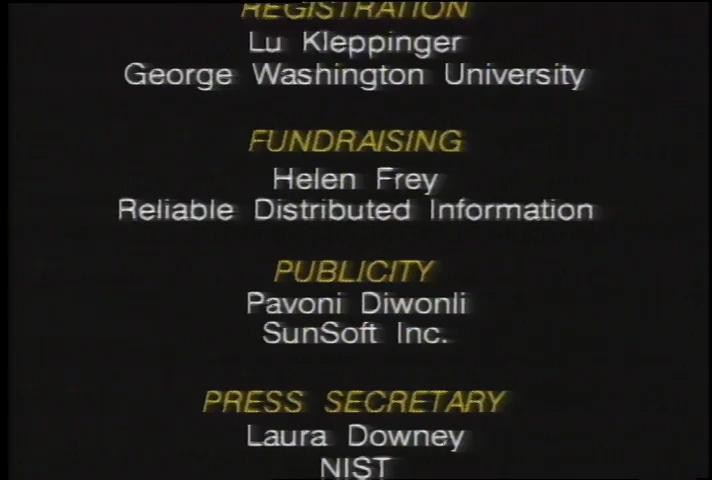 REGISTRATION
Lu Kleppinger
George Washington University
FUNDRAISING
Helen Frey
Reliable Distributed Information
PUBLICITY
Pavoni Diwonli
SunSoft Inc.
PRESS SECRETARY
Laura Downey
NIST